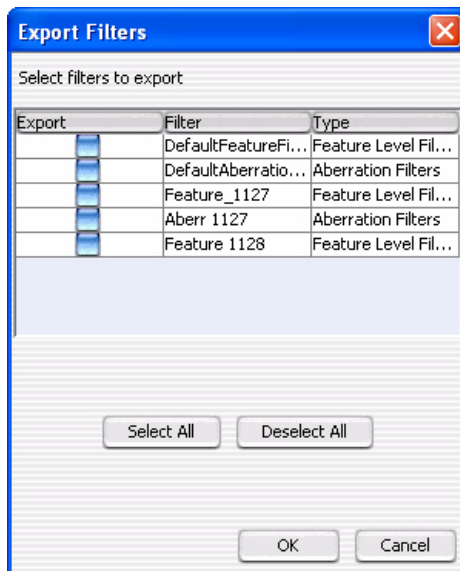 Export Filters
Select filters to export
Export Filter Type
DefaultFeatureFi... Feature Level Fil...
DefaultAberratio... Aberration Filters
Feature_1127 Feature Level Fil...
Aberr 1127 Aberration Filters
Feature 1128 Feature Level Fil...
Select All Deselect All
OK Cancel